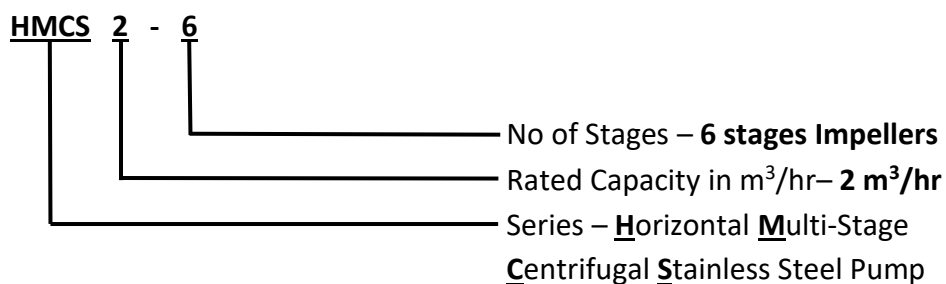 HMCS 2 - 6
No of Stages – 6 stages Impellers
Rated Capacity in m³/hr– 2 m³/hr
Series – Horizontal Multi-Stage
Centrifugal Stainless Steel Pump